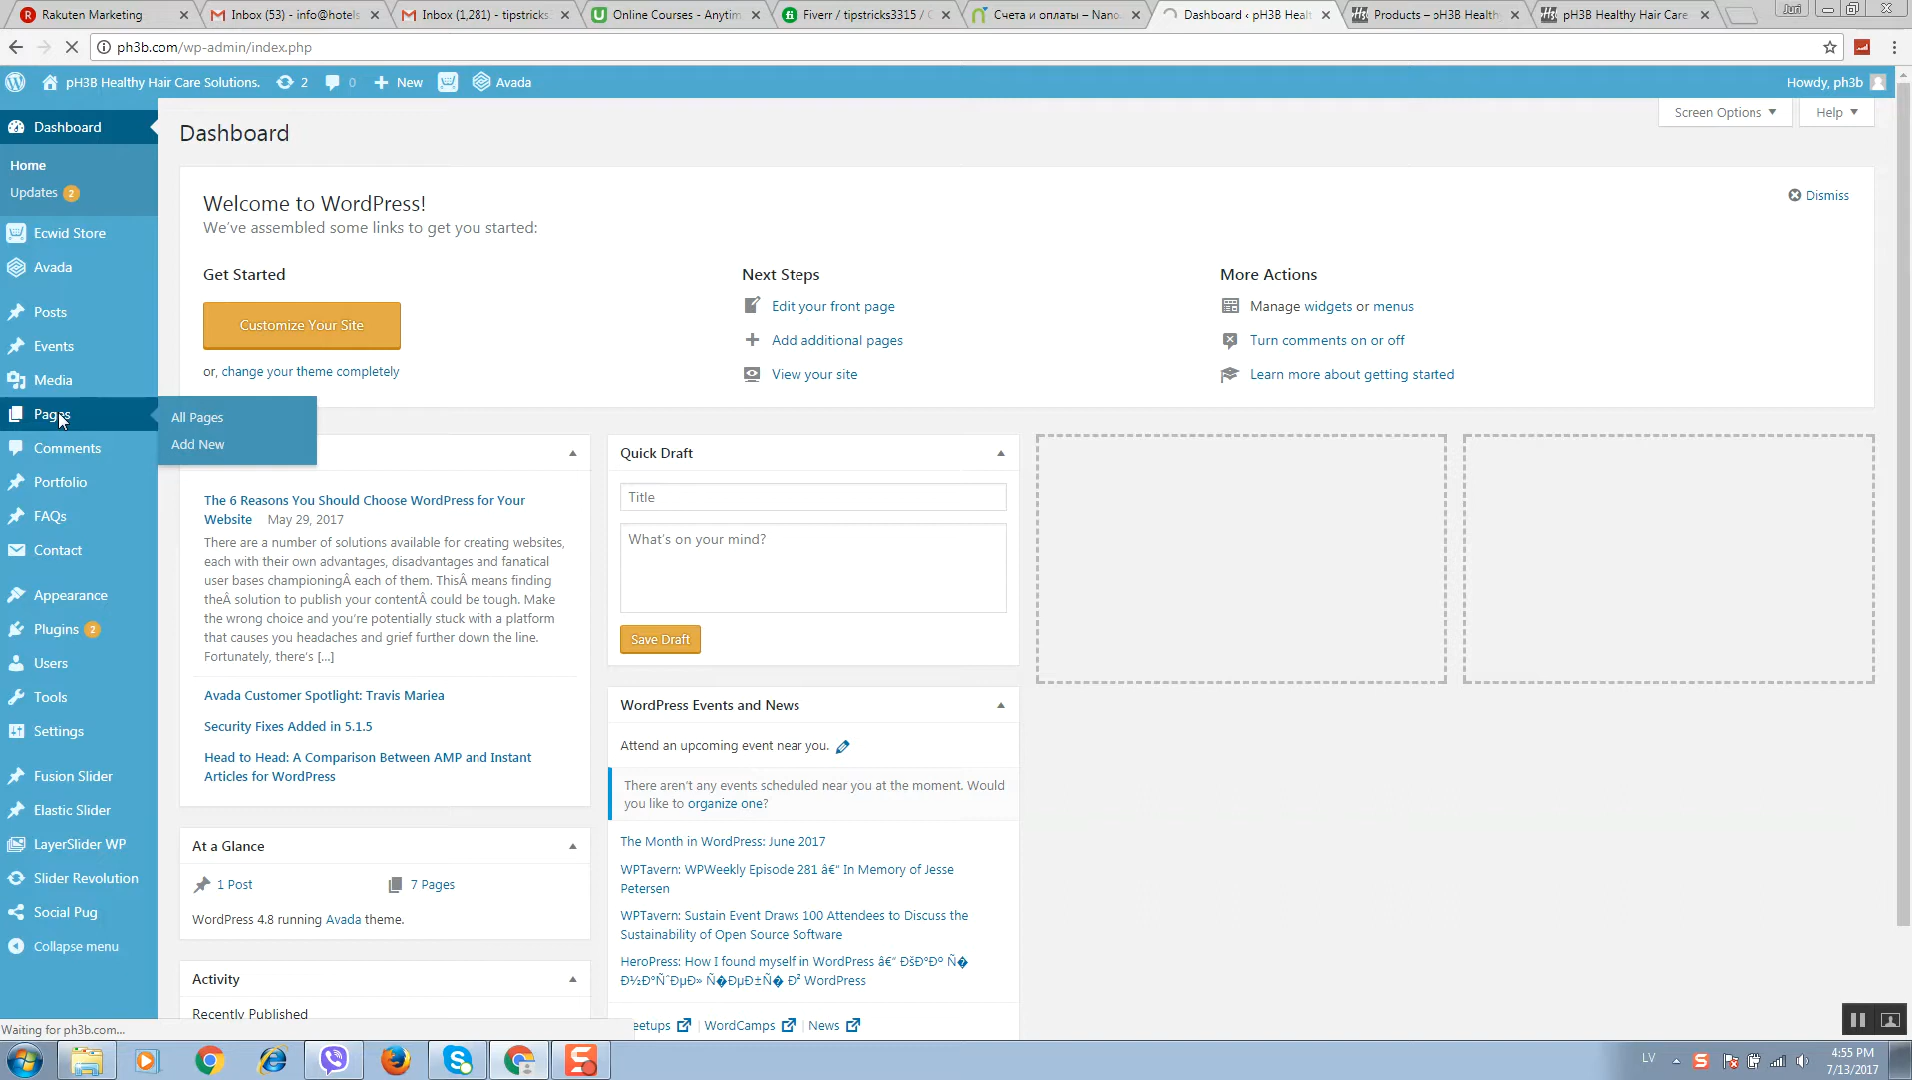 Rakuten Marketing
Inbox (53) - info@hotels
Inbox (1,281) - tipstricks
Online Courses - Anytim
Fiverr / tipstricks3315 /
Счета и оплаты – Nano
Dashboard ‹ pH3B Heal
Products – pH3B Health
pH3B Healthy Hair Care
Juri
ph3b.com/wp-admin/index.php
pH3B Healthy Hair Care Solutions.
2
0
New
Avada
Howdy, ph3b
Dashboard
Home
Updates 2
Ecwid Store
Avada
Posts
Events
Media
Pages
Comments
Portfolio
FAQs
Contact
Appearance
Plugins 2
Users
Tools
Settings
Fusion Slider
Elastic Slider
LayerSlider WP
Slider Revolution
Social Pug
Collapse menu
All Pages
Add New
Dashboard
Screen Options
Help
Welcome to WordPress!
We've assembled some links to get you started:
Dismiss
Get Started
Customize Your Site
or, change your theme completely
Next Steps
Edit your front page
Add additional pages
View your site
More Actions
Manage widgets or menus
Turn comments on or off
Learn more about getting started
The 6 Reasons You Should Choose WordPress for Your
Website May 29, 2017
There are a number of solutions available for creating websites,
each with their own advantages, disadvantages and fanatical
user bases championingÂ each of them. ThisÂ means finding
theÂ solution to publish your contentÂ could be tough. Make
the wrong choice and you're potentially stuck with a platform
that causes you headaches and grief further down the line.
Fortunately, there's [...]
Avada Customer Spotlight: Travis Mariea
Security Fixes Added in 5.1.5
Head to Head: A Comparison Between AMP and Instant
Articles for WordPress
At a Glance
1 Post
7 Pages
WordPress 4.8 running Avada theme.
Activity
Recently Published
Quick Draft
Title
What's on your mind?
Save Draft
WordPress Events and News
Attend an upcoming event near you.
There aren't any events scheduled near you at the moment. Would
you like to organize one?
The Month in WordPress: June 2017
WPTavern: WPWeekly Episode 281 â€“ In Memory of Jesse
Petersen
WPTavern: Sustain Event Draws 100 Attendees to Discuss the
Sustainability of Open Source Software
HeroPress: How I found myself in WordPress â€“
WordPress
eetups
WordCamps
News
Waiting for ph3b.com...
LV
4:55 PM
7/13/2017